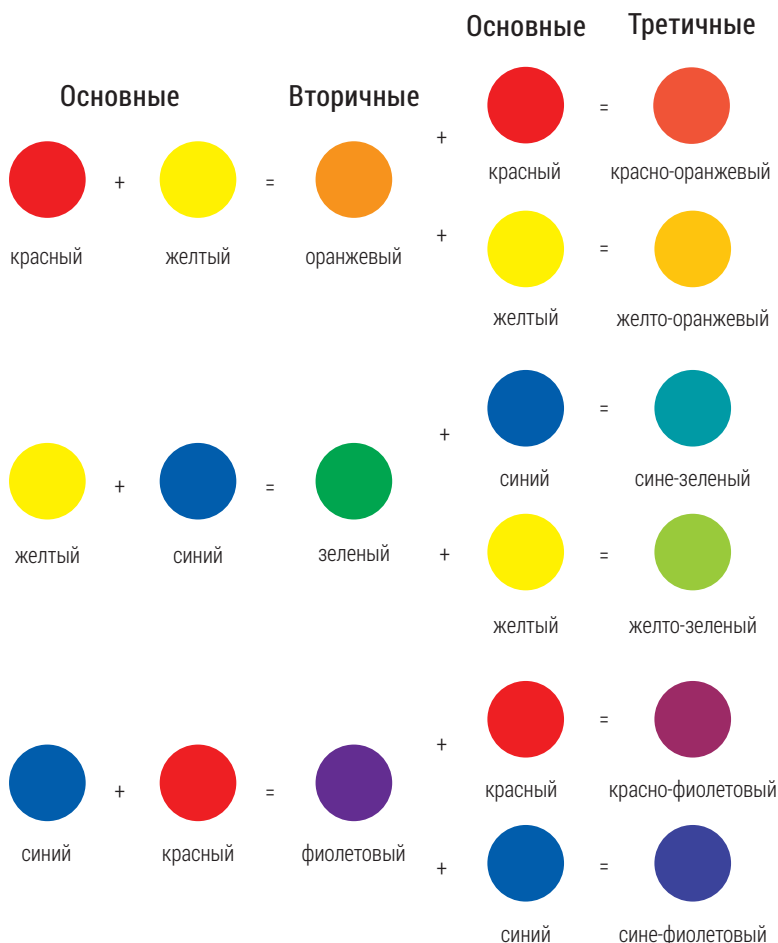 Основные Третичные
Основные Вторичные
+ = 
красный красно-оранжевый
+ =
+ =
красный желтый оранжевый
желтый желто-оранжевый
+ =
синий сине-зеленый
+ =
желтый синий зеленый
+ =
желтый желто-зеленый
+ =
красный красно-фиолетовый
+ =
синий красный фиолетовый
+ =
синий сине-фиолетовый